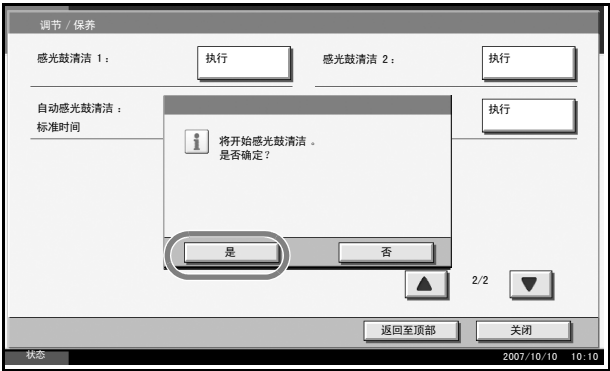 调节 / 保养
感光鼓清洁 1：
执行
感光鼓清洁 2：
执行
自动感光鼓清洁：
标准时间
执行
将开始感光鼓清洁。
是否确定？
是
否
2/2
返回至顶部
关闭
状态
2007/10/10 10:10